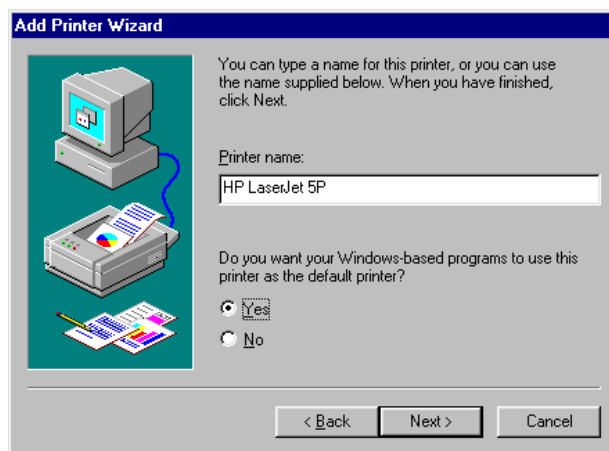 Add Printer Wizard
You can type a name for this printer, or you can use
the name supplied below. When you have finished,
click Next.
Printer name:
HP LaserJet 5P
Do you want your Windows-based programs to use this
printer as the default printer?
Yes
No
< Back
Next >
Cancel